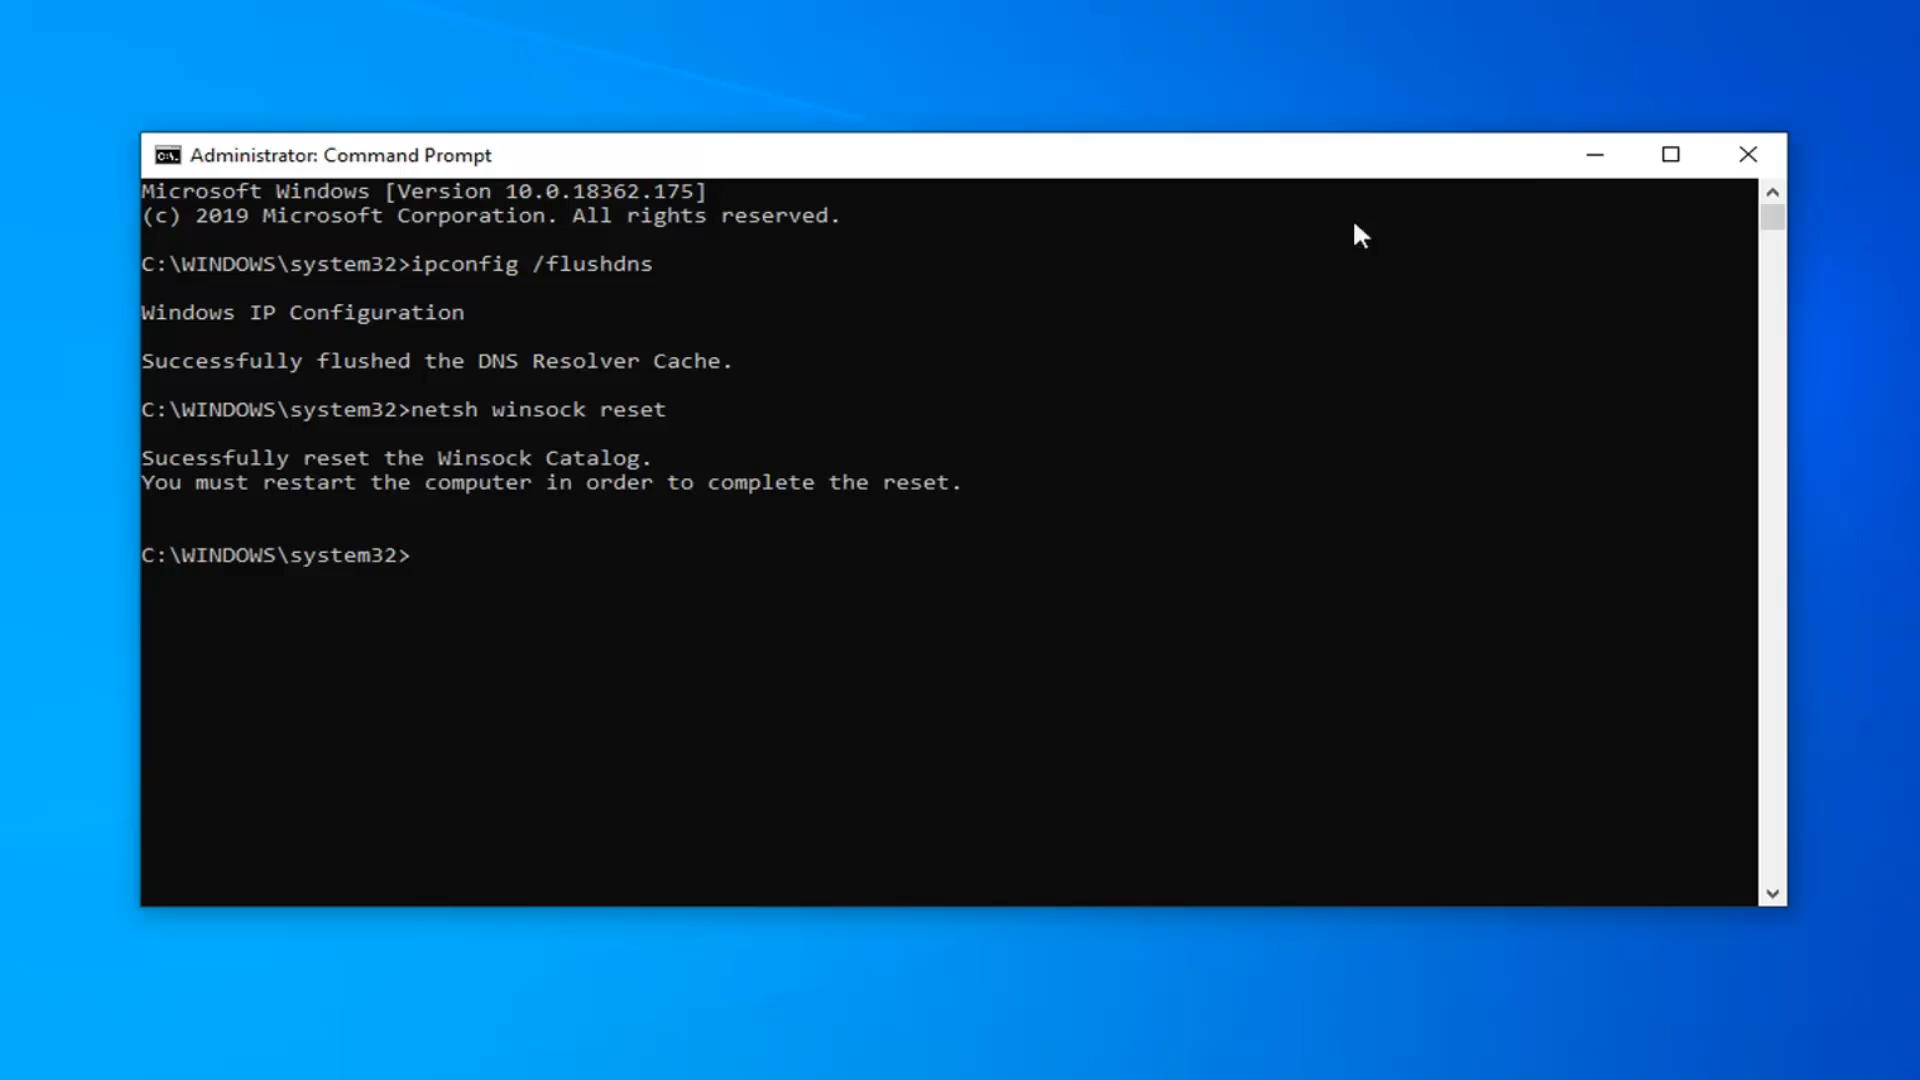 Administrator: Command Prompt
Microsoft Windows [Version 10.0.18362.175]
(c) 2019 Microsoft Corporation. All rights reserved.
C:\WINDOWS\system32>ipconfig /flushdns
Windows IP Configuration
Successfully flushed the DNS Resolver Cache.
C:\WINDOWS\system32>netsh winsock reset
Sucessfully reset the Winsock Catalog.
You must restart the computer in order to complete the reset.
C:\WINDOWS\system32>